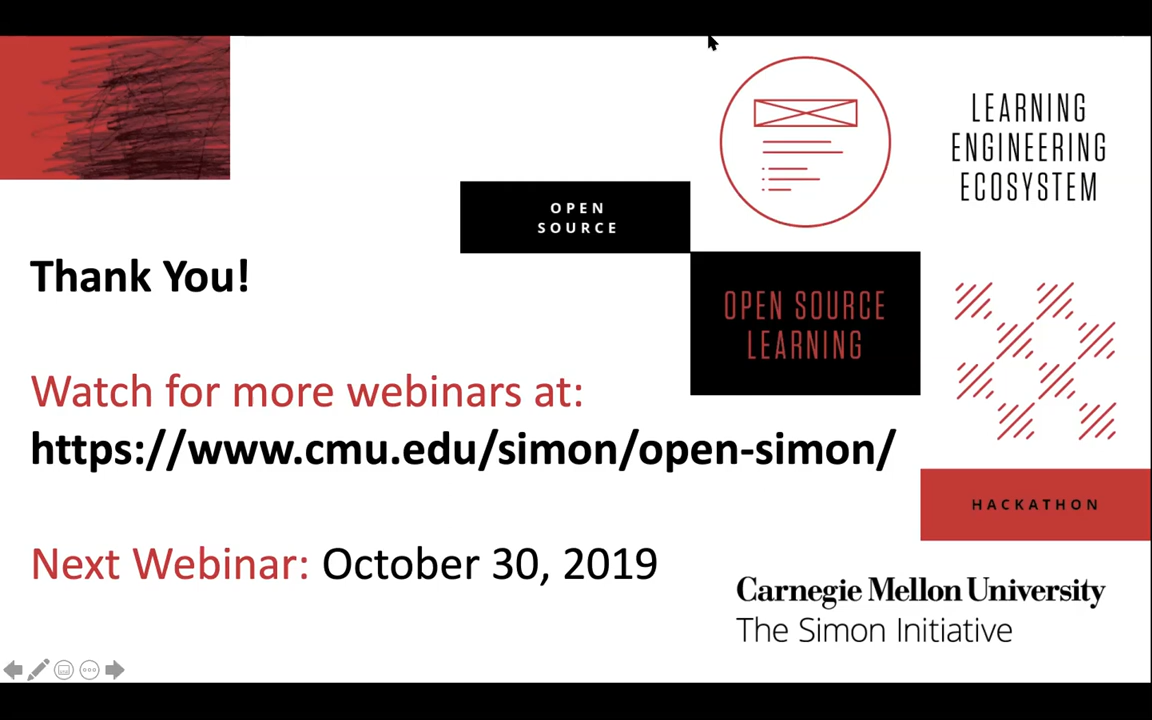 LEARNING
ENGINEERING
ECOSYSTEM
OPEN
SOURCE
Thank You!
OPEN SOURCE
LEARNING
Watch for more webinars at:
https://www.cmu.edu/simon/open-simon/
HACKATHON
Next Webinar: October 30, 2019
Carnegie Mellon University
The Simon Initiative